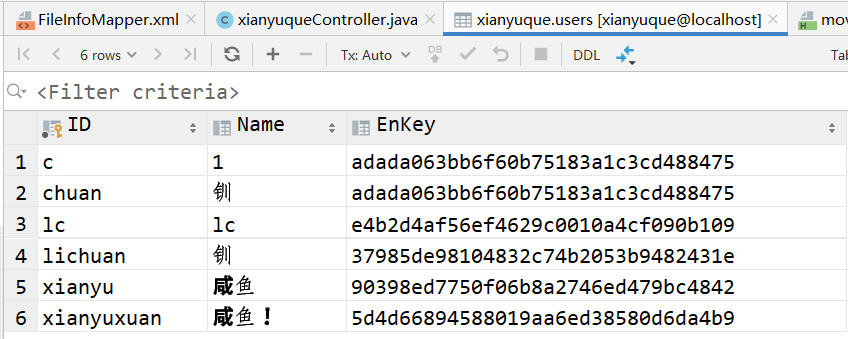 FileInfoMapper.xml xianyuqueController.java xianyuque.users [xianyuque@localhost] mov
6 rows Tx: Auto DB DDL Tab
<Filter criteria>
ID Name EnKey
1 c 1 adada063bb6f60b75183a1c3cd488475
2 chuan 钏 adada063bb6f60b75183a1c3cd488475
3 lc lc e4b2d4af56ef4629c0010a4cf090b109
4 lichuan 钏 37985de98104832c74b2053b9482431e
5 xianyu 咸鱼 90398ed7750f06b8a2746ed479bc4842
6 xianyuxuan 咸鱼！ 5d4d66894588019aa6ed38580d6da4b9